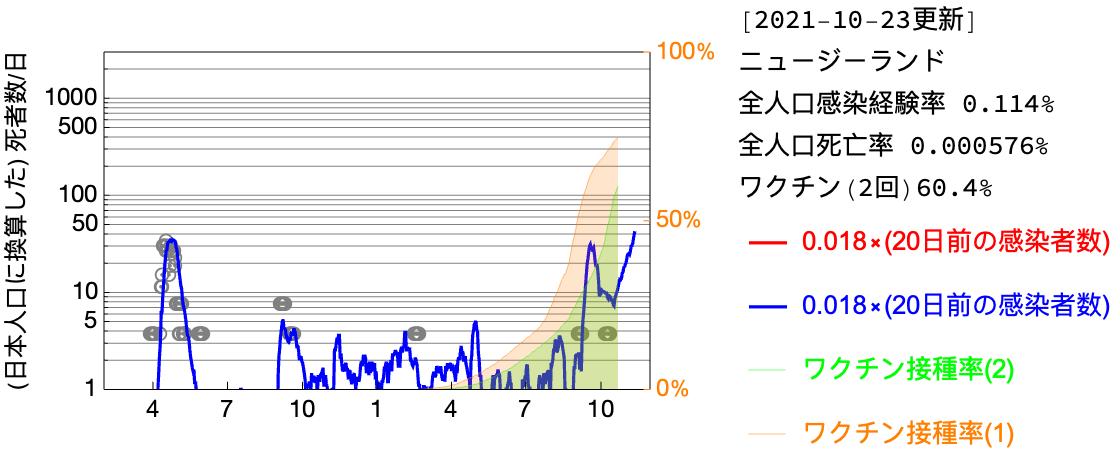 [2021-10-23更新]
ニュージーランド
全人口感染経験率 0.114%
全人口死亡率 0.000576%
ワクチン(2回)60.4%
0.018×(20日前の感染者数)
0.018×(20日前の感染者数)
ワクチン接種率(2)
ワクチン接種率(1)
(日本人口に換算した) 死者数/日
1000
500
100
50
10
5
1
100%
50%
0%
4 7 10 1 4 7 10